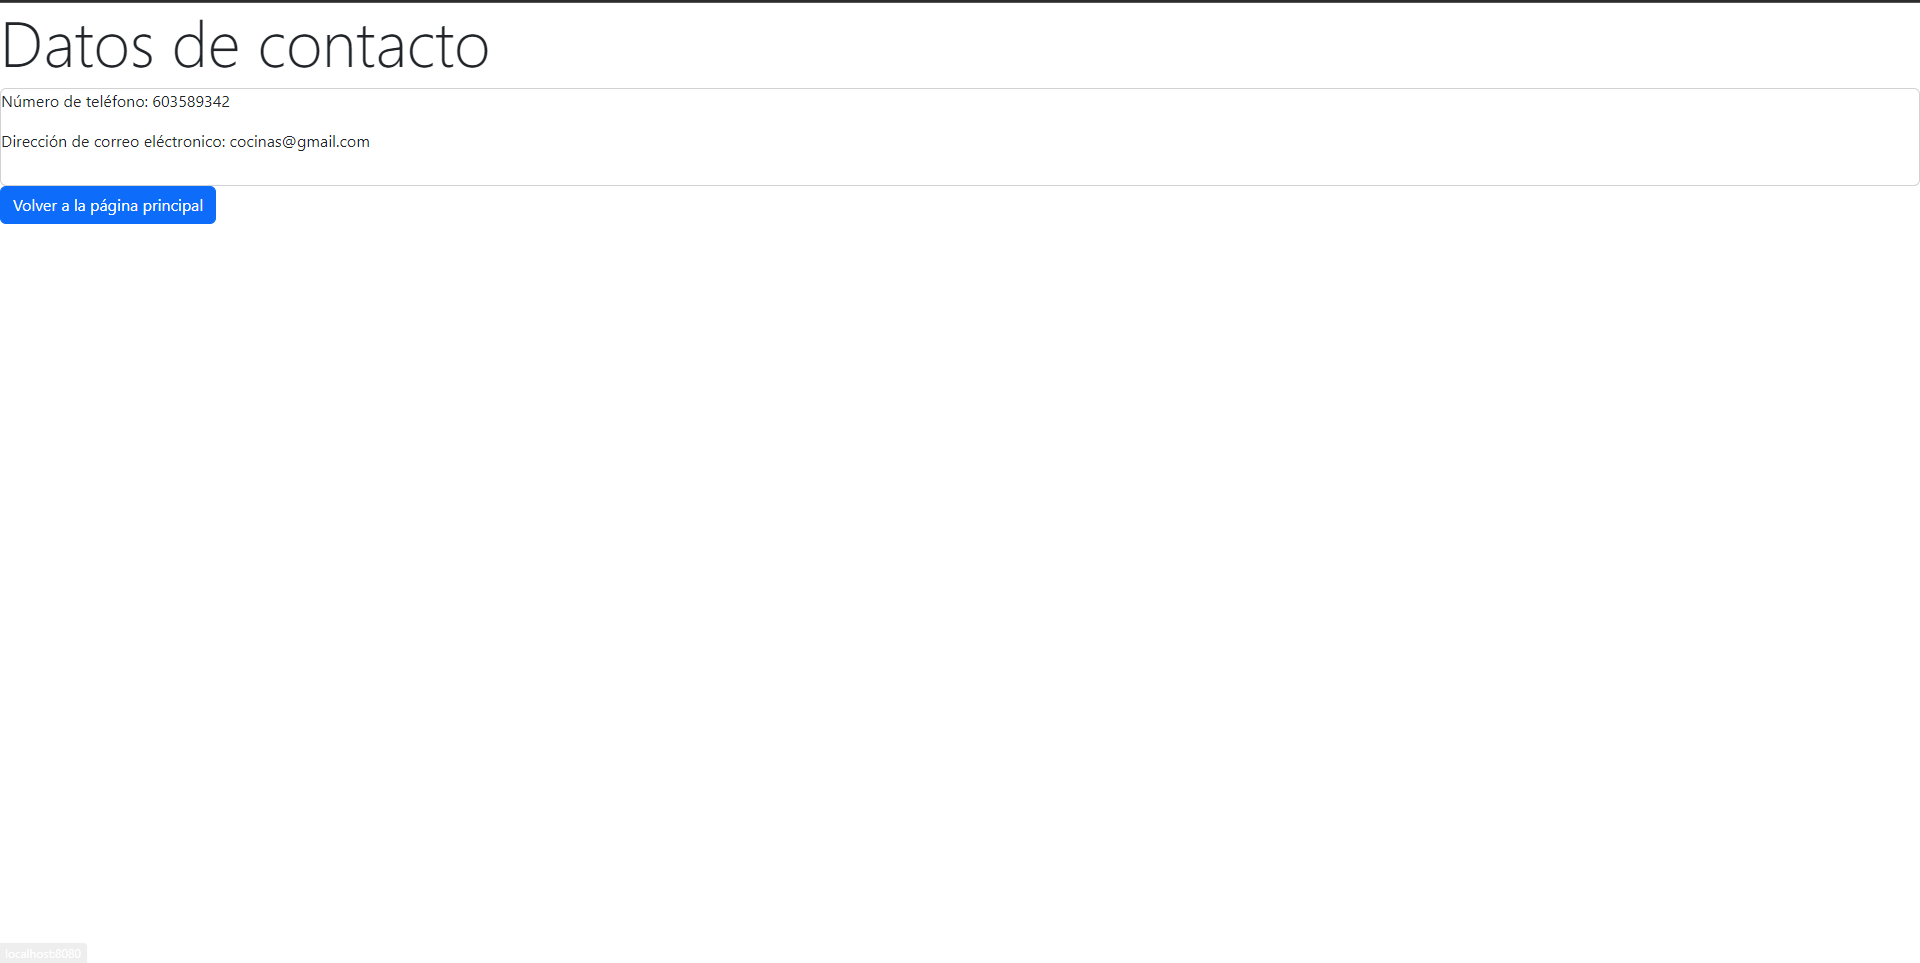 Datos de contacto
Número de teléfono: 603589342
Dirección de correo eléctronico: cocinas@gmail.com
Volver a la página principal
localhost:8080